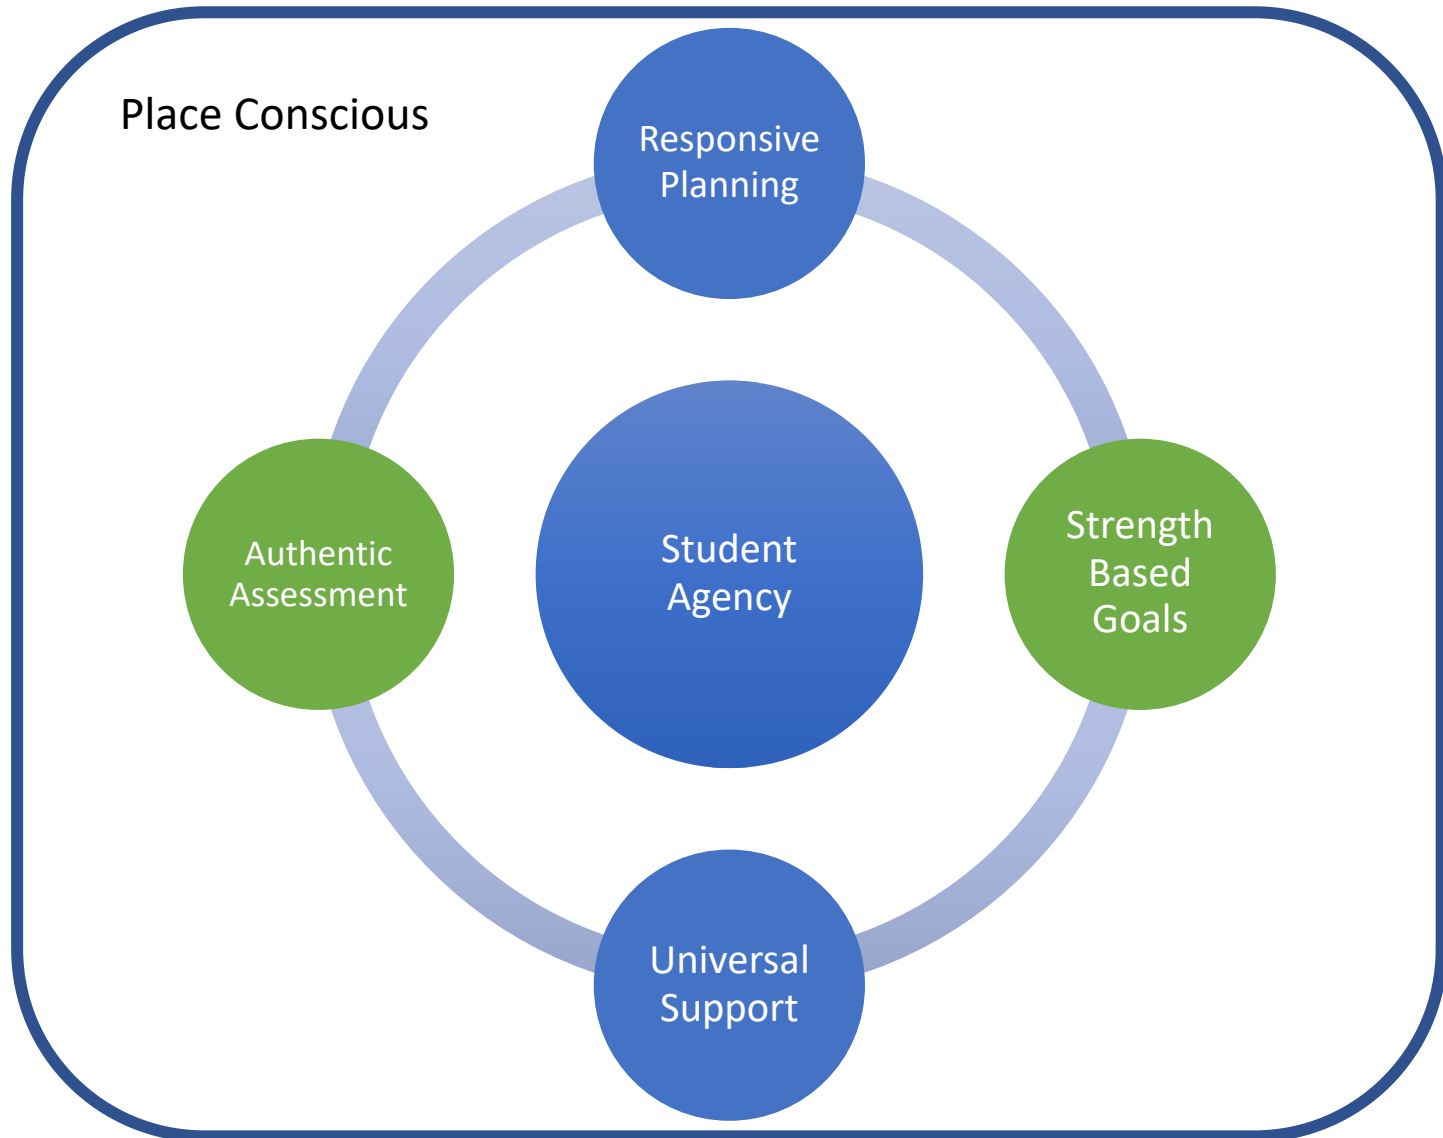 Place Conscious
Responsive
Planning
Authentic
Assessment
Student
Agency
Strength
Based
Goals
Universal
Support